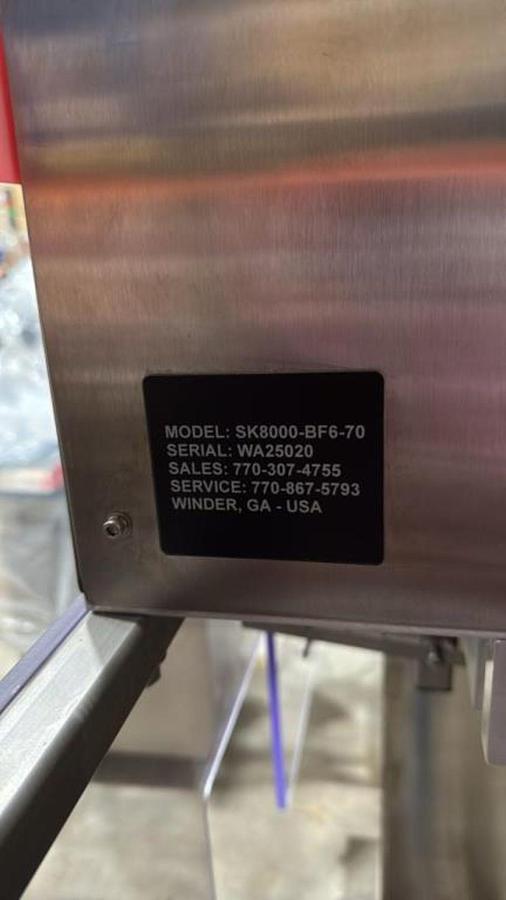 MODEL: SK8000-BF6-70
SERIAL: WA25020
SALES: 770-307-4755
SERVICE: 770-867-5793
WINDER, GA - USA